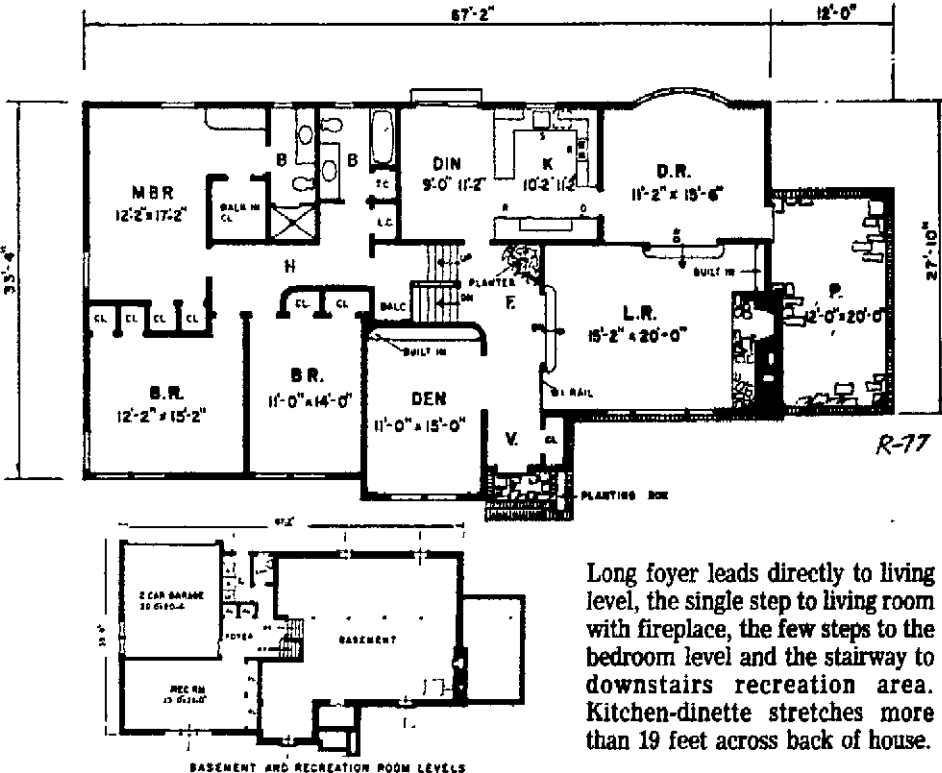 67'-2" 12'-0"
33'-4"
27'-10"
MBR
12'-2" x 17'-2"
WALK IN
CL.
B
B
T.C.
L.C.
DIN
9'-0" 11'-2"
K
10'-2" 11'-2"
S
R
R
O
D.R.
11'-2" x 15'-6"
H
UP
DN
PLANTER
BALC
F.
DN
BUILT IN
L.R.
15'-2" x 20'-0"
P.
12'-0" x 20'-0"
CL CL CL CL
CL CL
BUILT IN
B.R.
12'-2" x 15'-2"
B R.
11'-0" x 14'-0"
DEN
11'-0" x 15'-0"
RAIL
V.
CL
PLANTING BOX
R-77
67'-2"
2 CAR GARAGE
FOYER
BASEMENT
REC RM
BASEMENT AND RECREATION ROOM LEVELS
Long foyer leads directly to living
level, the single step to living room
with fireplace, the few steps to the
bedroom level and the stairway to
downstairs recreation area.
Kitchen-dinette stretches more
than 19 feet across back of house.